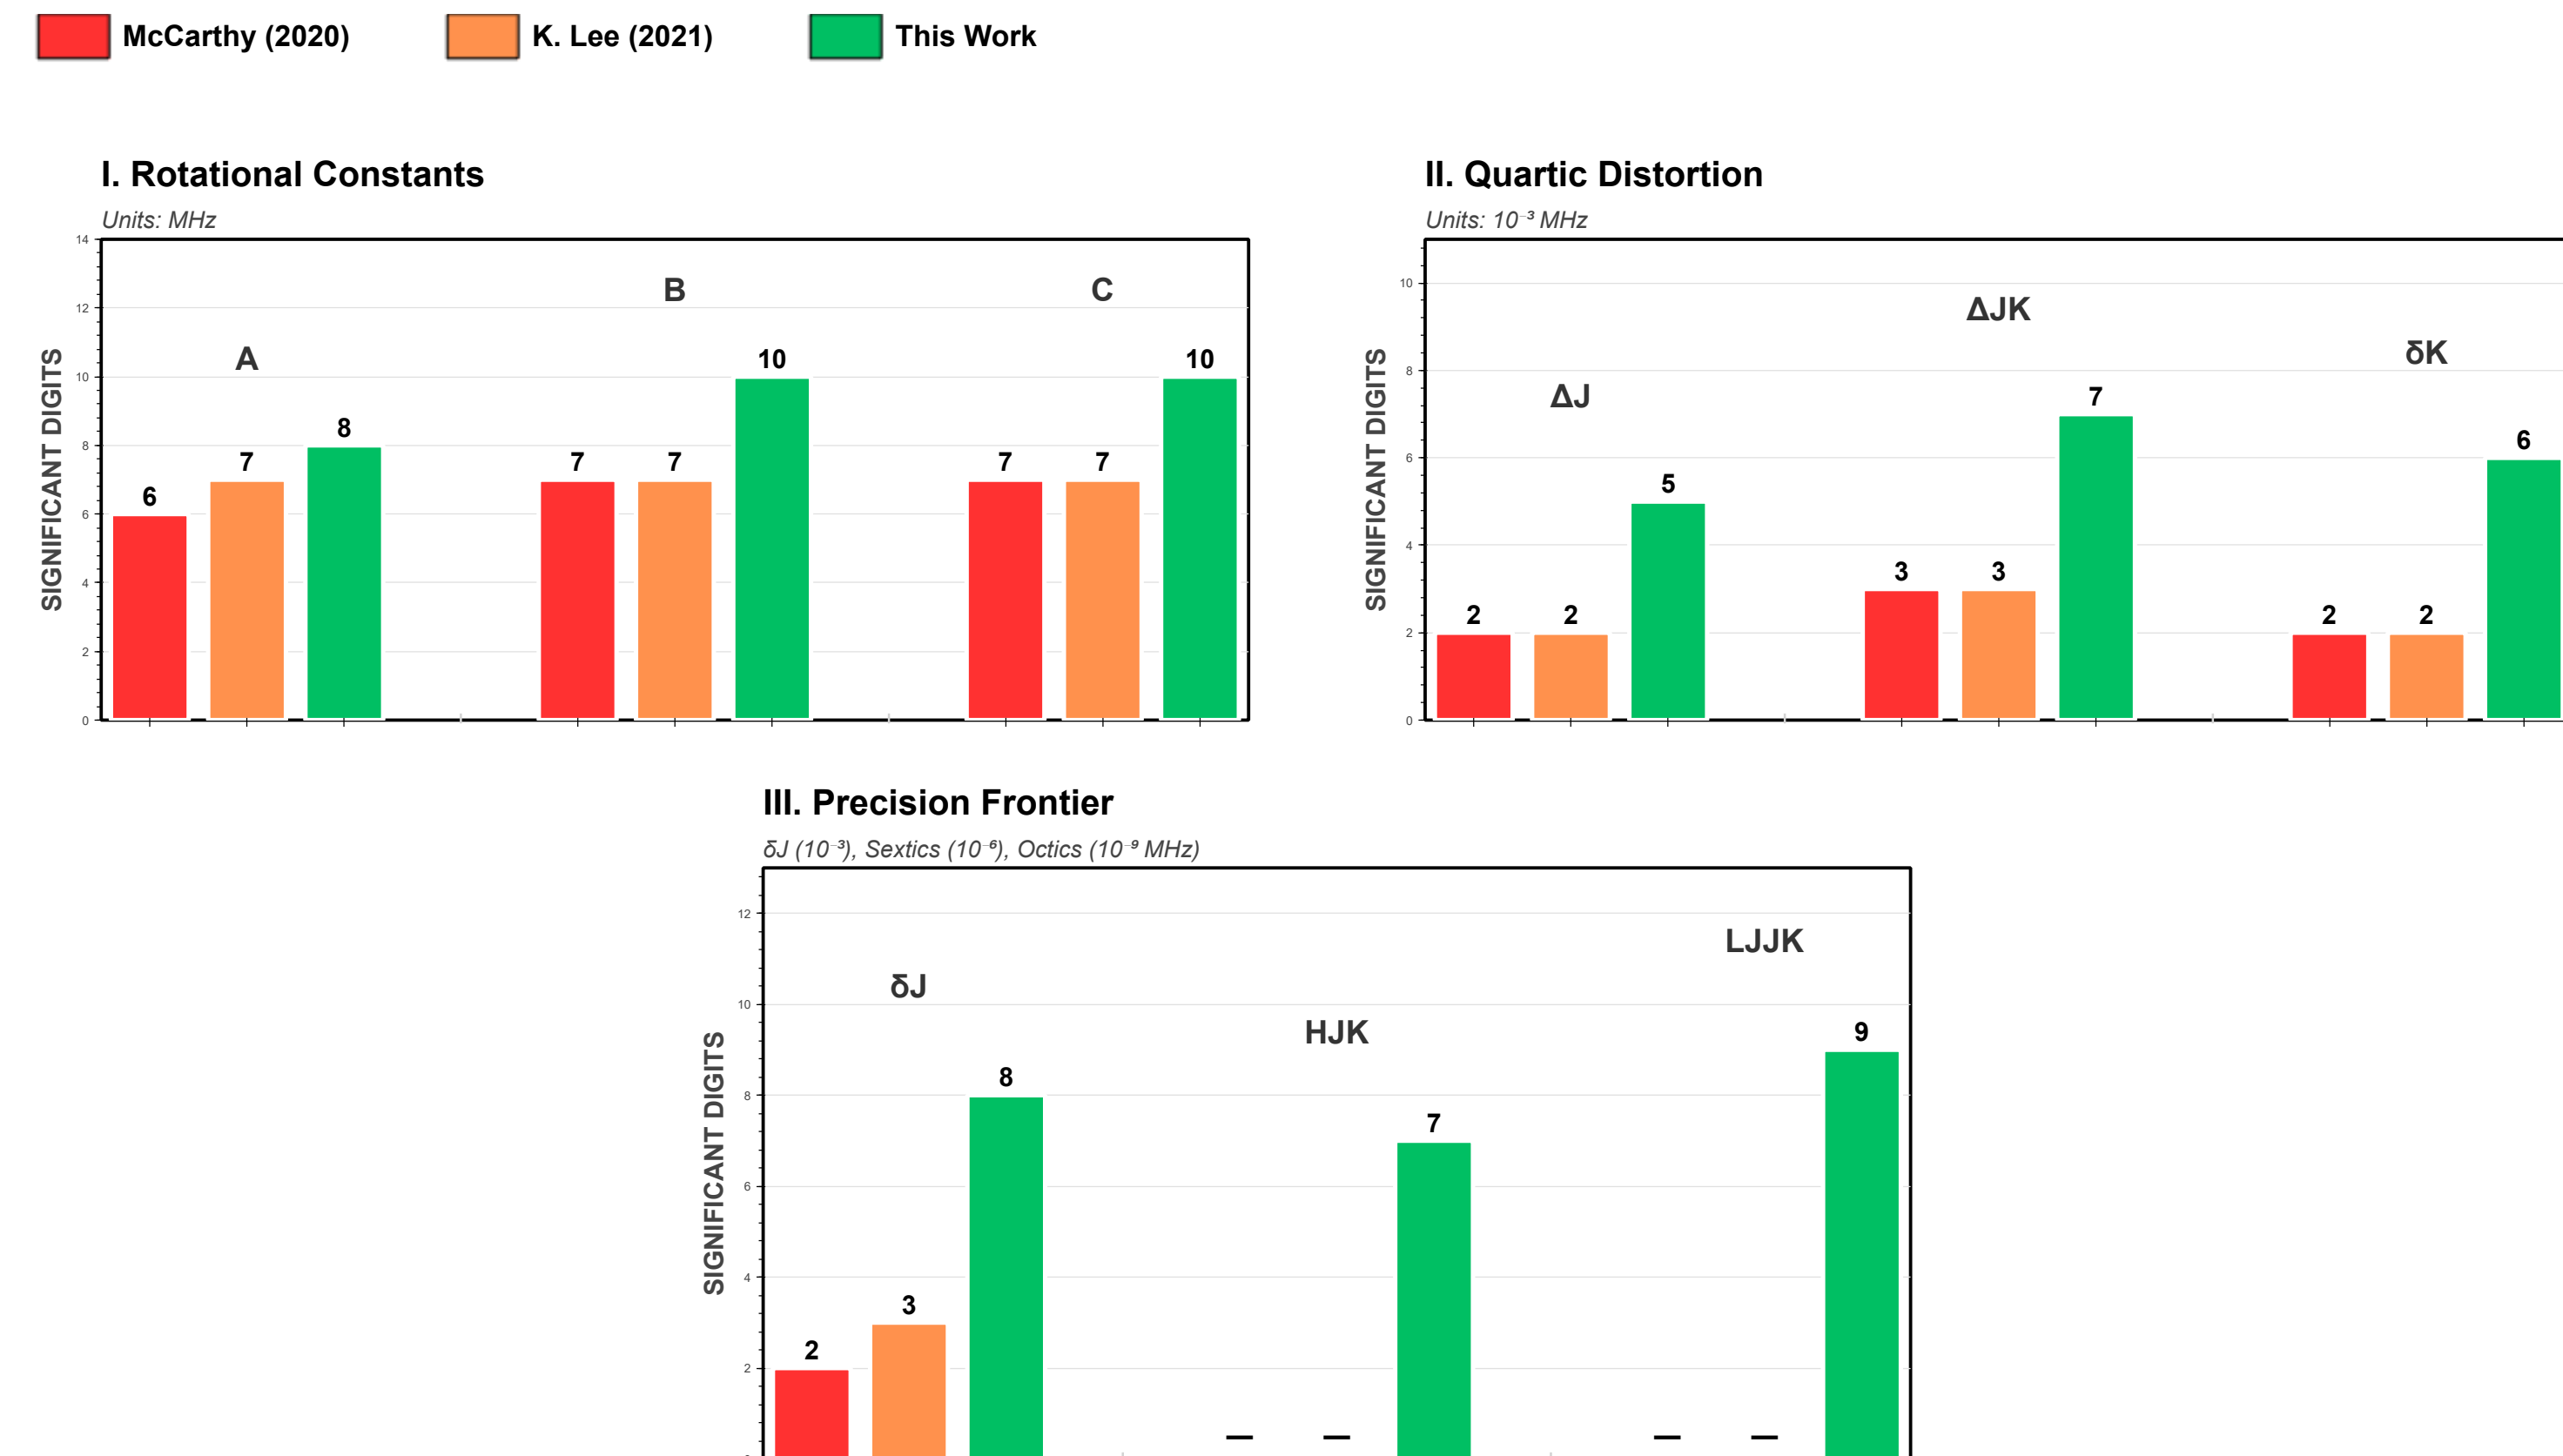 McCarthy (2020) K. Lee (2021) This Work
I. Rotational Constants
Units: MHz
SIGNIFICANT DIGITS
14
12
10
8
6
4
2
0
A B C
6 7 8 7 7 10 7 7 10
II. Quartic Distortion
Units: 10⁻³ MHz
SIGNIFICANT DIGITS
10
8
6
4
2
0
ΔJ ΔJK δK
2 2 5 3 3 7 2 2 6
III. Precision Frontier
δJ (10⁻³), Sextics (10⁻⁶), Octics (10⁻⁹ MHz)
SIGNIFICANT DIGITS
12
10
8
6
4
2
δJ HJK LJJK
2 3 8 — — 7 — — 9